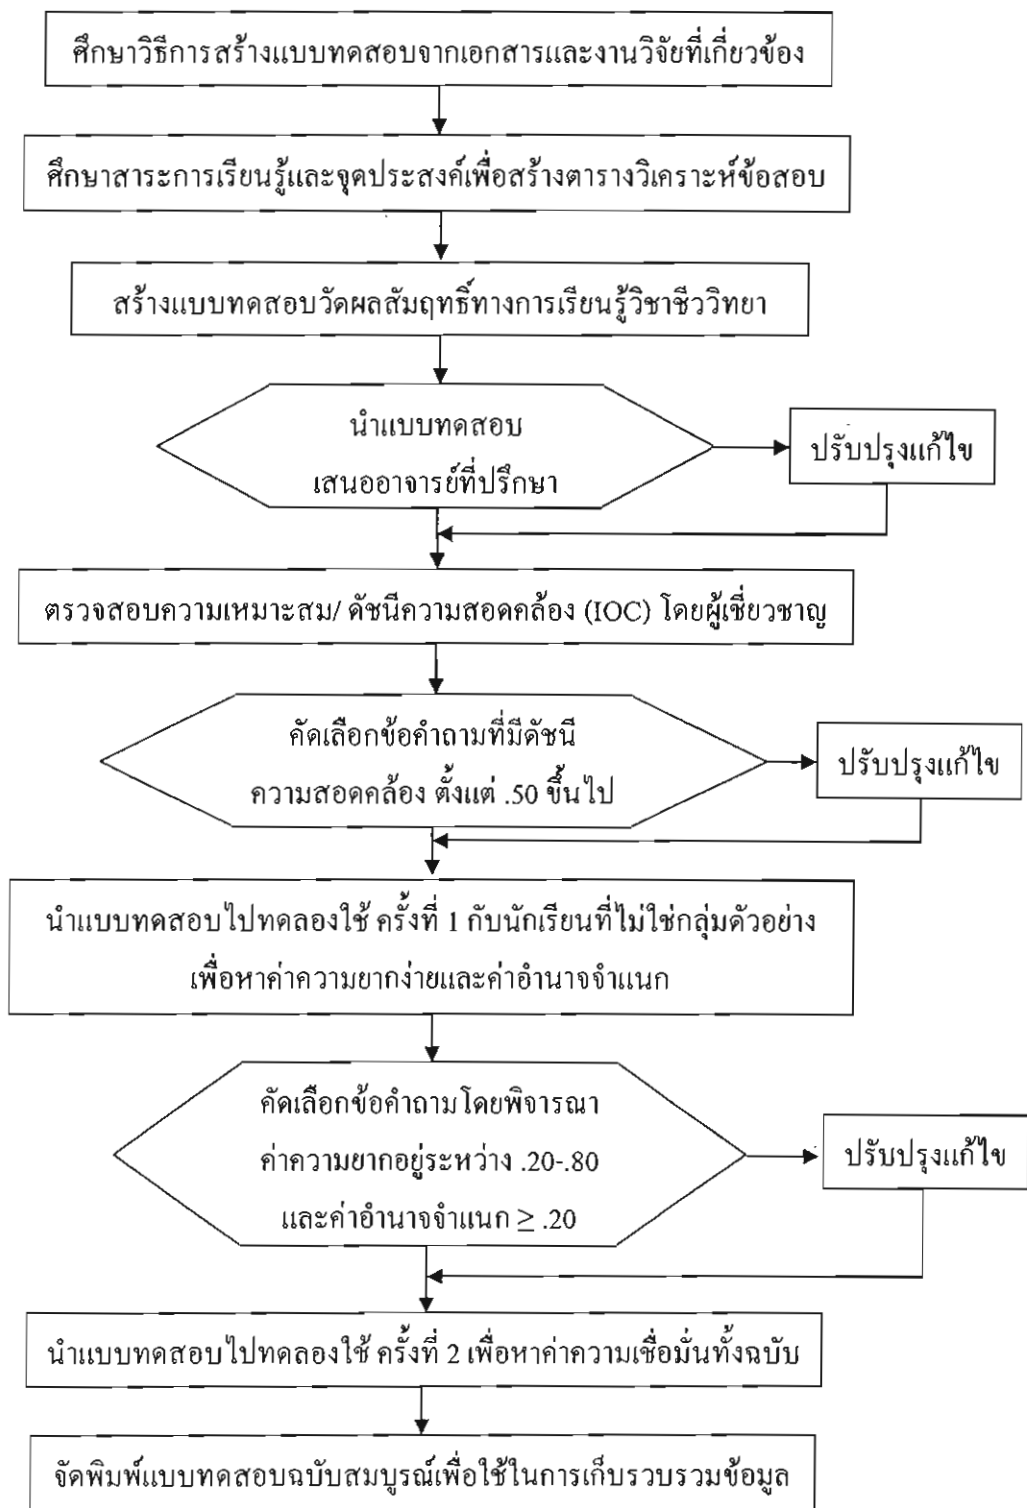 ศึกษาวิธีการสร้างแบบทดสอบจากเอกสารและงานวิจัยที่เกี่ยวข้อง
ศึกษาสาระการเรียนรู้และจุดประสงค์เพื่อสร้างตารางวิเคราะห์ข้อสอบ
สร้างแบบทดสอบวัดผลสัมฤทธิ์ทางการเรียนรู้วิชาชีววิทยา
นำแบบทดสอบ
เสนออาจารย์ที่ปรึกษา
ปรับปรุงแก้ไข
ตรวจสอบความเหมาะสม/ ดัชนีความสอดคล้อง (IOC) โดยผู้เชี่ยวชาญ
คัดเลือกข้อคำถามที่มีดัชนี
ความสอดคล้อง ตั้งแต่ .50 ขึ้นไป
ปรับปรุงแก้ไข
นำแบบทดสอบไปทดลองใช้ ครั้งที่ 1 กับนักเรียนที่ไม่ใช่กลุ่มตัวอย่าง
เพื่อหาค่าความยากง่ายและค่าอำนาจจำแนก
คัดเลือกข้อคำถามโดยพิจารณา
ค่าความยากอยู่ระหว่าง .20-.80
และค่าอำนาจจำแนก ≥ .20
ปรับปรุงแก้ไข
นำแบบทดสอบไปทดลองใช้ ครั้งที่ 2 เพื่อหาค่าความเชื่อมั่นทั้งฉบับ
จัดพิมพ์แบบทดสอบฉบับสมบูรณ์เพื่อใช้ในการเก็บรวบรวมข้อมูล